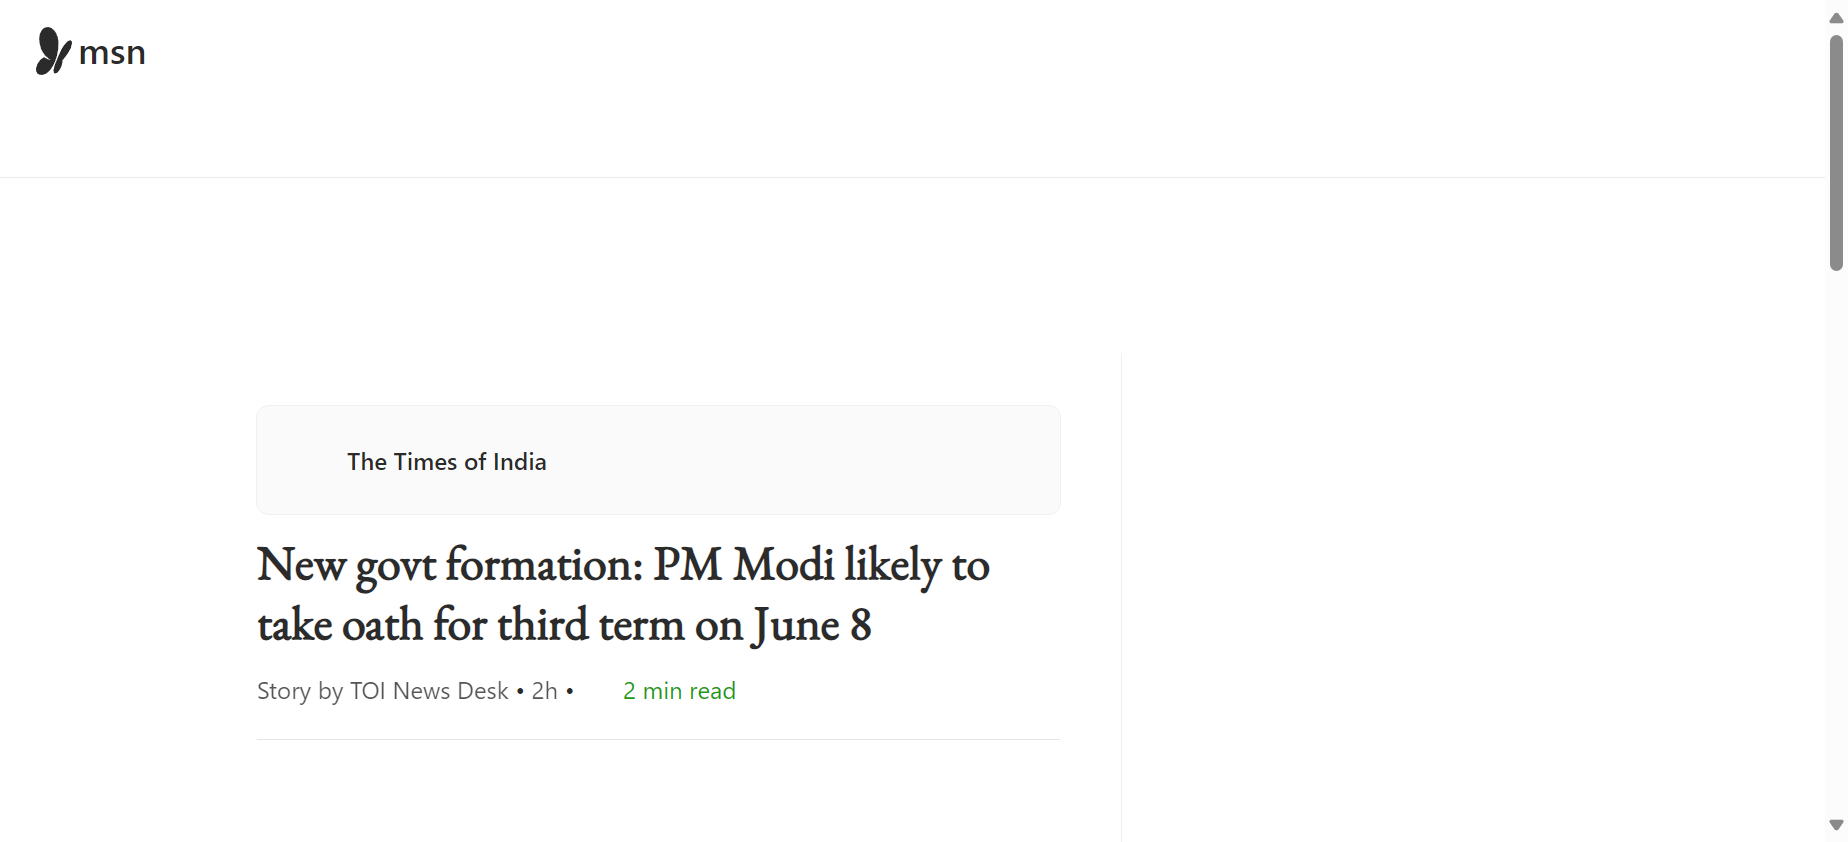 msn
The Times of India
New govt formation: PM Modi likely to
take oath for third term on June 8
Story by TOI News Desk • 2h • 2 min read